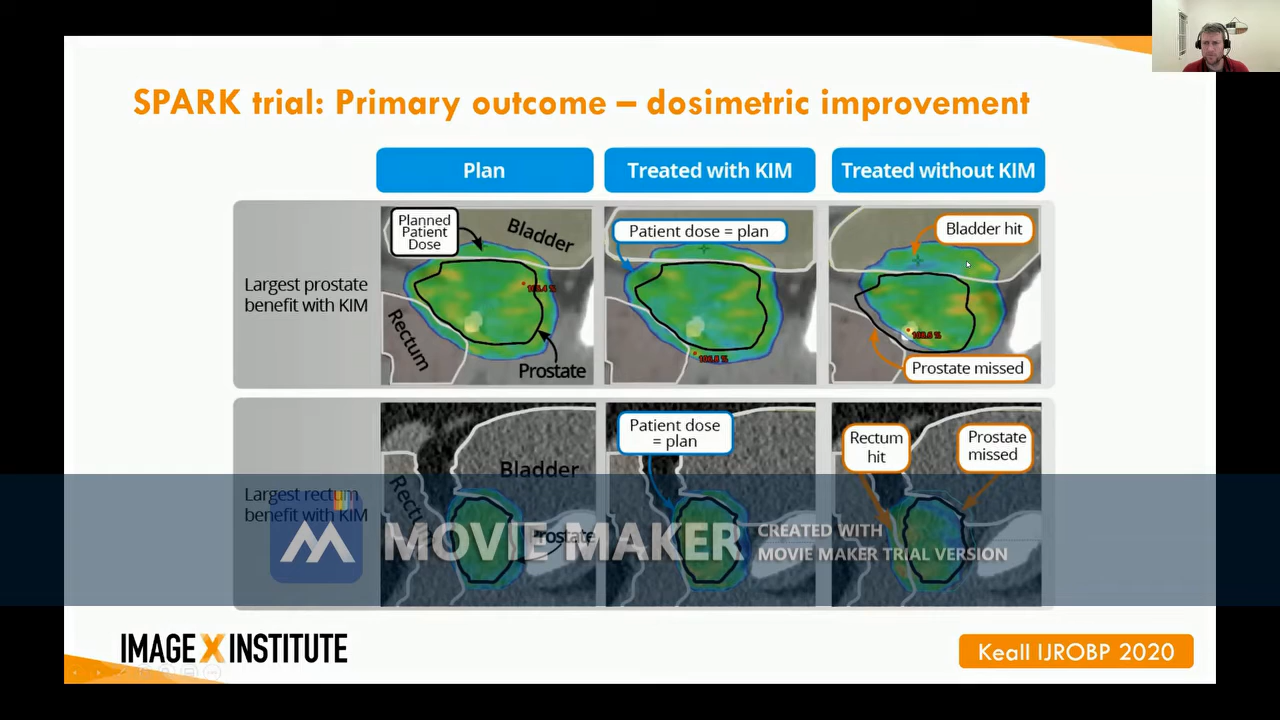 SPARK trial: Primary outcome – dosimetric improvement
Plan
Treated with KIM
Treated without KIM
Largest prostate
benefit with KIM
Planned
Patient
Dose
Bladder
Rectum
Prostate
Patient dose = plan
Bladder hit
Prostate missed
Largest rectum
benefit with KIM
Bladder
Rectum
Prostate
Patient dose
= plan
Rectum
hit
Prostate
missed
MOVIE MAKER
CREATED WITH
MOVIE MAKER TRIAL VERSION
IMAGE X INSTITUTE
Keall IJROBP 2020